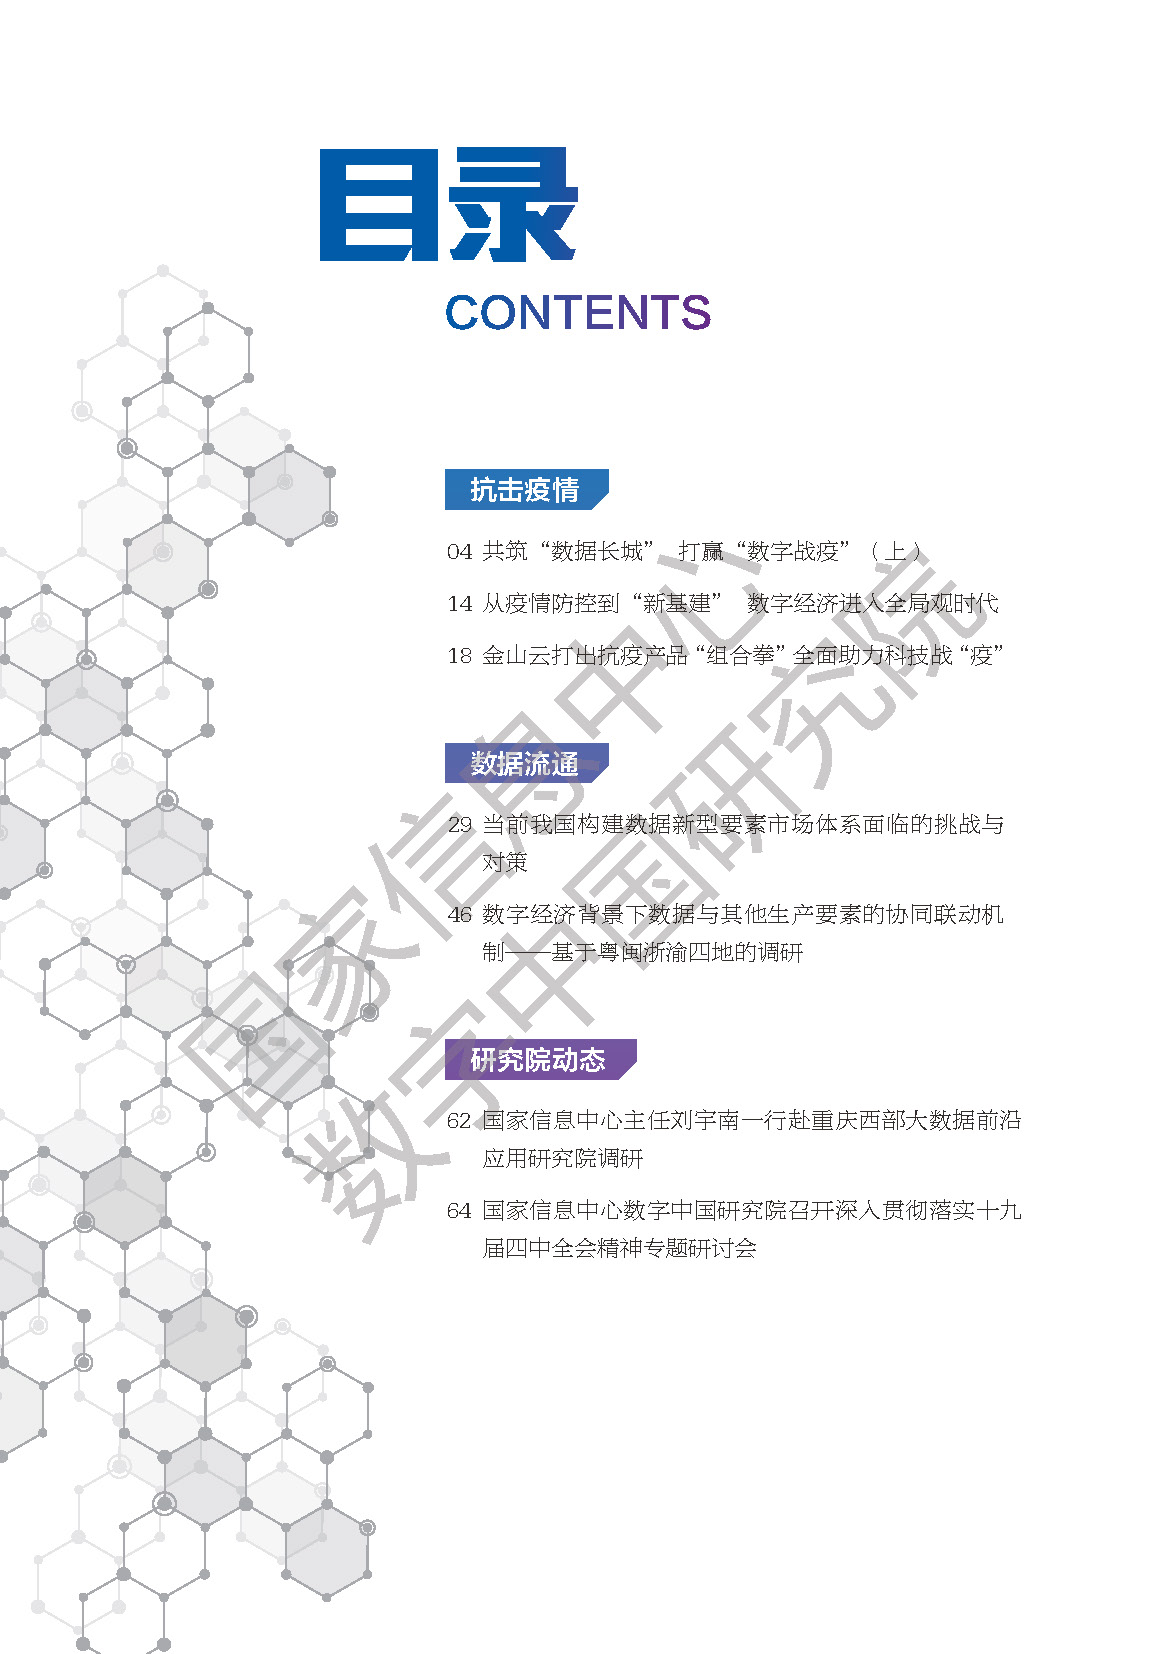 目录
CONTENTS
抗击疫情
04 共筑“数据长城” 打赢“数字战疫”（上）
14 从疫情防控到“新基建” 数字经济进入全局观时代
18 金山云打出抗疫产品“组合拳”全面助力科技战“疫”
数据流通
29 当前我国构建数据新型要素市场体系面临的挑战与
对策
46 数字经济背景下数据与其他生产要素的协同联动机
制——基于粤闽浙渝四地的调研
研究院动态
62 国家信息中心主任刘宇南一行赴重庆西部大数据前沿
应用研究院调研
64 国家信息中心数字中国研究院召开深入贯彻落实十九
届四中全会精神专题研讨会
国家信息中心
数字中国研究院